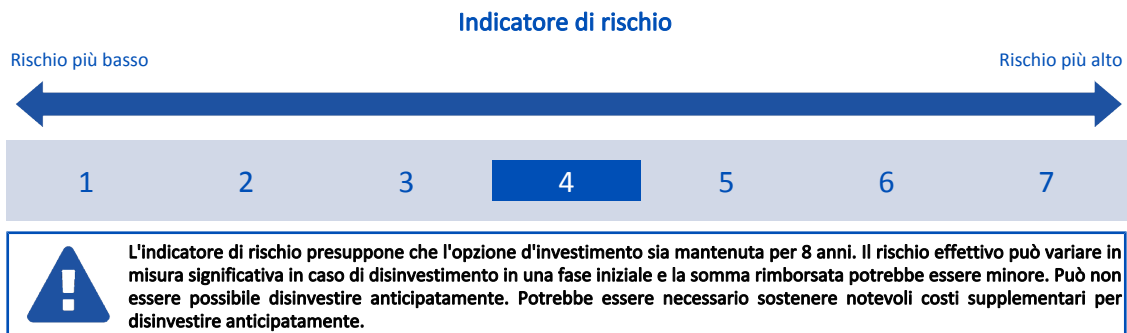 Indicatore di rischio
Rischio più basso Rischio più alto
1 2 3 4 5 6 7
L'indicatore di rischio presuppone che l'opzione d'investimento sia mantenuta per 8 anni. Il rischio effettivo può variare in
misura significativa in caso di disinvestimento in una fase iniziale e la somma rimborsata potrebbe essere minore. Può non
essere possibile disinvestire anticipatamente. Potrebbe essere necessario sostenere notevoli costi supplementari per
disinvestire anticipatamente.